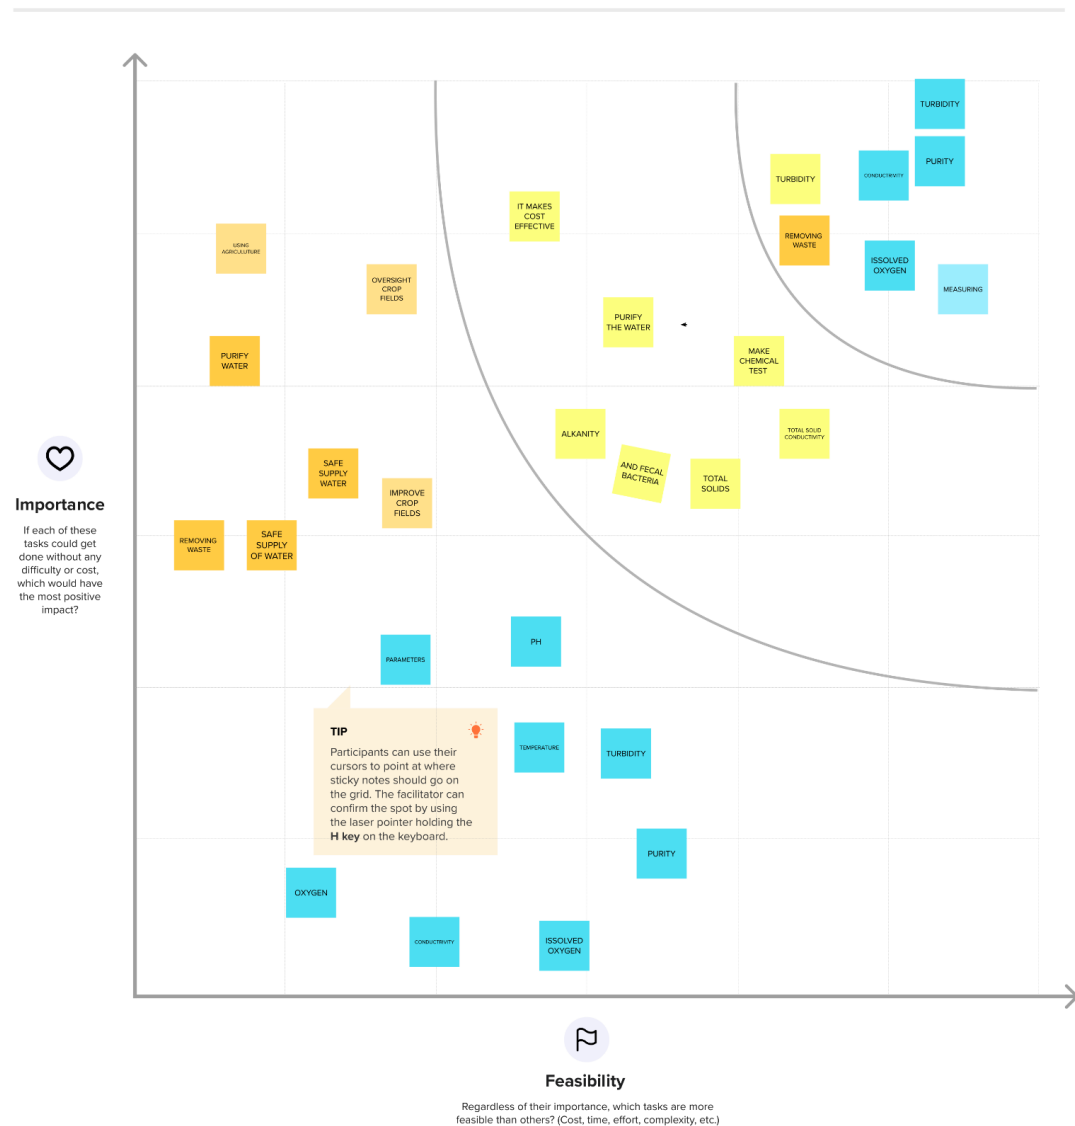 TURBIDITY
PURITY
CONDUCTRIVITY
TURBIDITY
IT MAKES
COST
EFFECTIVE
REMOVING
WASTE
USING
AGRICULUTURE
ISSOLVED
OXYGEN
OVERSIGHT
CROP
FIELDS
MEASURING
PURIFY
THE WATER
PURIFY
WATER
MAKE
CHEMICAL
TEST
ALKANITY
TOTAL SOLID
CONDUCTIVITY
SAFE
SUPPLY
WATER
AND FECAL
BACTERIA
TOTAL
SOLIDS
IMPROVE
CROP
FIELDS
REMOVING
WASTE
SAFE
SUPPLY
OF WATER
Importance
If each of these
tasks could get
done without any
difficulty or cost,
which would have
the most positive
impact?
PH
PARAMETERS
TIP
Participants can use their
cursors to point at where
sticky notes should go on
the grid. The facilitator can
confirm the spot by using
the laser pointer holding the
H key on the keyboard.
TEMPERATURE
TURBIDITY
PURITY
OXYGEN
CONDUCTRIVITY
ISSOLVED
OXYGEN
Feasibility
Regardless of their importance, which tasks are more
feasible than others? (Cost, time, effort, complexity, etc.)